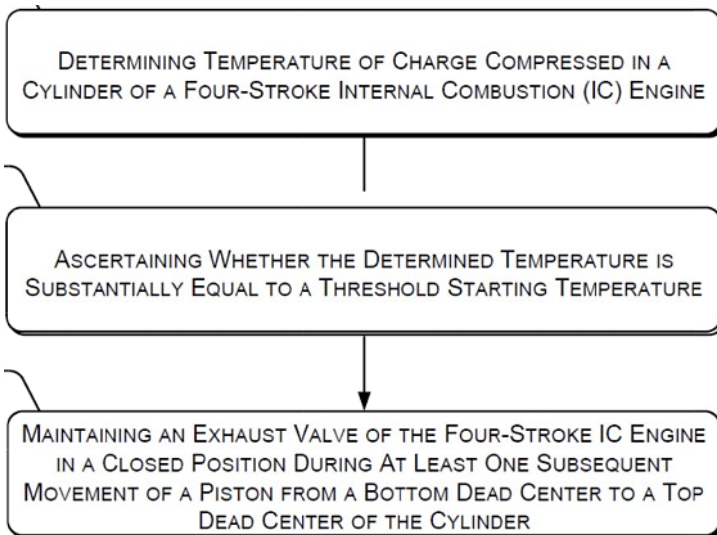 DETERMINING TEMPERATURE OF CHARGE COMPRESSED IN A
CYLINDER OF A FOUR-STROKE INTERNAL COMBUSTION (IC) ENGINE
ASCERTAINING WHETHER THE DETERMINED TEMPERATURE IS
SUBSTANTIALLY EQUAL TO A THRESHOLD STARTING TEMPERATURE
MAINTAINING AN EXHAUST VALVE OF THE FOUR-STROKE IC ENGINE
IN A CLOSED POSITION DURING AT LEAST ONE SUBSEQUENT
MOVEMENT OF A PISTON FROM A BOTTOM DEAD CENTER TO A TOP
DEAD CENTER OF THE CYLINDER